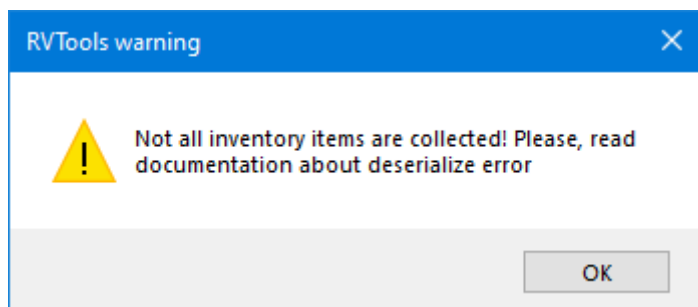 RVTools warning
Not all inventory items are collected! Please, read
documentation about deserialize error
OK